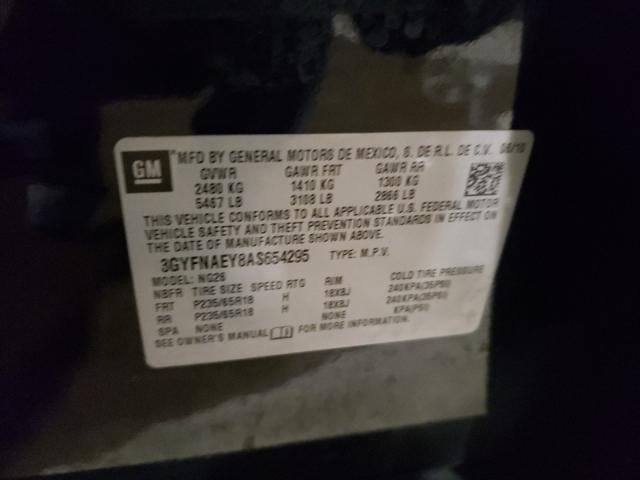 GM MFD BY GENERAL MOTORS DE MEXICO, S. DE R.L. DE C.V. 06/10
GVWR GAWR FRT GAWR RR
2480 KG 1410 KG 1300 KG
5467 LB 3108 LB 2866 LB
THIS VEHICLE CONFORMS TO ALL APPLICABLE U.S. FEDERAL MOTOR
VEHICLE SAFETY AND THEFT PREVENTION STANDARDS IN EFFECT ON
THE DATE OF MANUFACTURE SHOWN ABOVE.
3GYFNAEY8AS654295 TYPE: M.P.V.
MODEL: NG26
NBFR TIRE SIZE SPEED RTG RIM COLD TIRE PRESSURE
FRT P235/65R18 H 18X8J 240KPA(35PSI)
RR P235/65R18 H 18X8J 240KPA(35PSI)
SPA NONE NONE KPA(PSI)
SEE OWNER'S MANUAL FOR MORE INFORMATION.